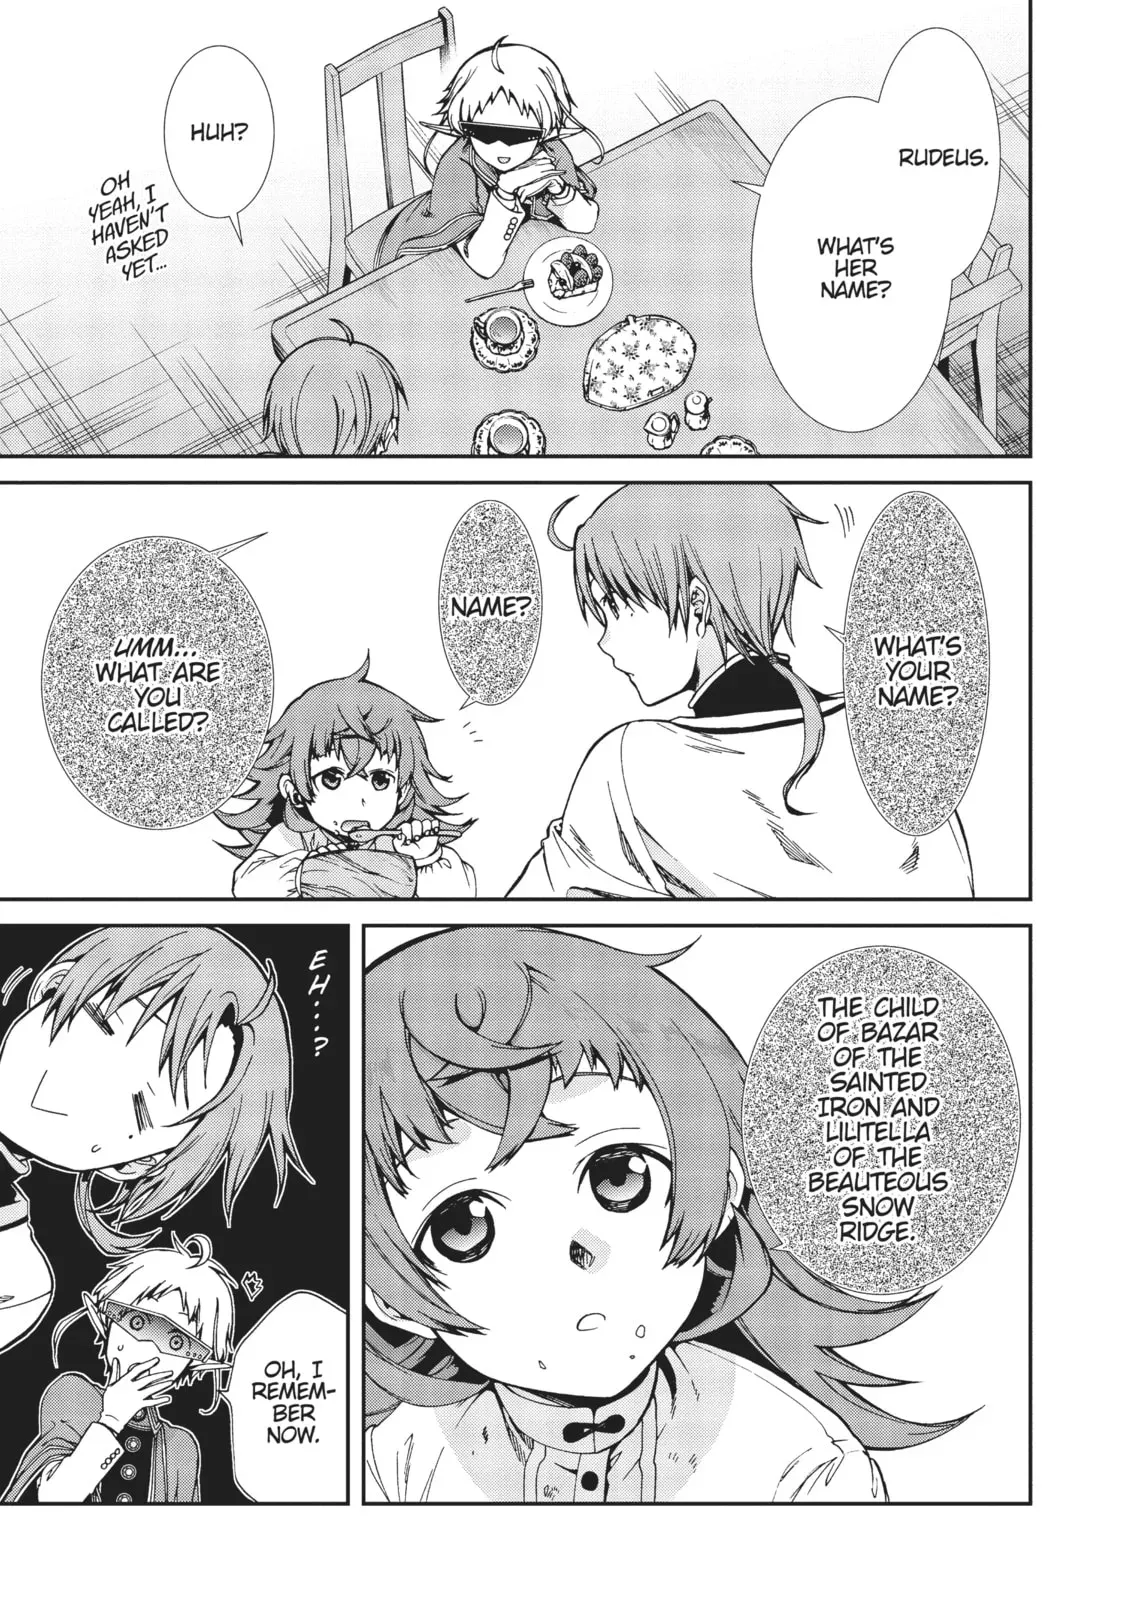 RUDEUS.
WHAT'S
HER
NAME?
HUH?
OH
YEAH, I
HAVEN'T
ASKED
YET...
WHAT'S
YOUR
NAME?
NAME?
UMM...
WHAT ARE
YOU
CALLED?
THE CHILD
OF BAZAR
OF THE
SAINTED
IRON AND
LILITELLA
OF THE
BEAUTEOUS
SNOW
RIDGE.
EH...?
OH, I
REMEM-
BER
NOW.